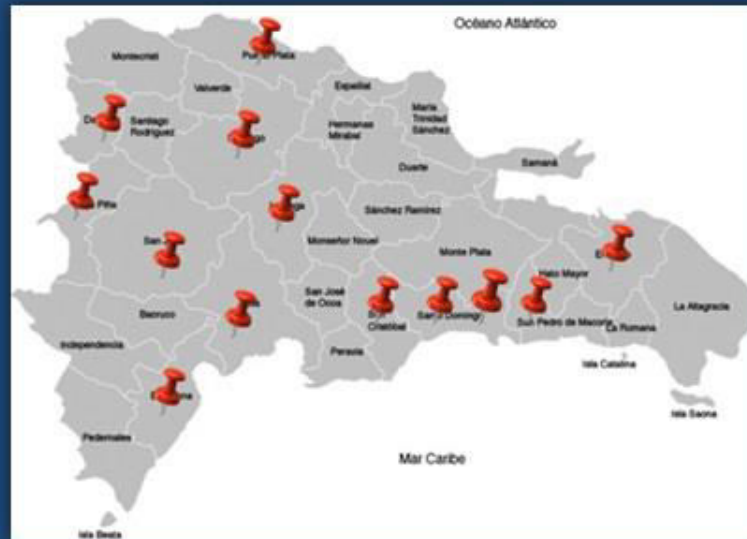 Océano Atlántico
Montecristi
Valverde
Espaillat
María
Trinidad
Sánchez
Santiago
Rodríguez
Hermanas
Mirabal
Duarte
Samaná
Sánchez Ramírez
Monseñor Nouel
Monte Plata
Hato Mayor
San José
de Ocoa
Cristóbal
La Altagracia
Baoruco
San Pedro de Macorís
La Romana
Independencia
Peravia
Isla Catalina
Isla Saona
Pedernales
Mar Caribe
Isla Beata